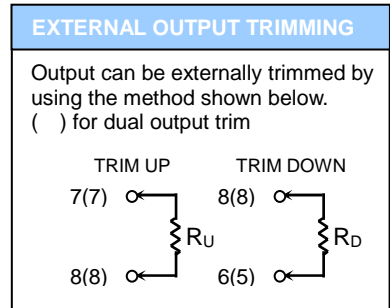 EXTERNAL OUTPUT TRIMMING
Output can be externally trimmed by
using the method shown below.
( ) for dual output trim
TRIM UP TRIM DOWN
7(7) 8(8)
RU RD
8(8) 6(5)